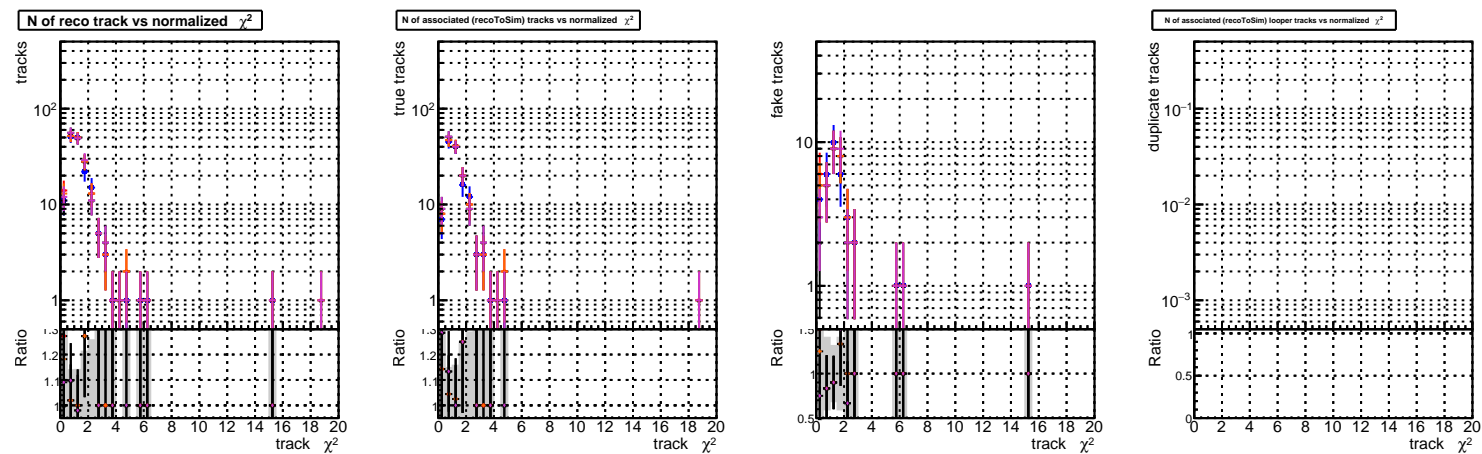 N of reco track vs normalized χ²
tracks
10²
10
1
Ratio
1.3
1.2
1.1
1
0 2 4 6 8 10 12 14 16 18 20
track χ²
N of associated (recoToSim) tracks vs normalized χ²
true tracks
10²
10
1
Ratio
1.3
1.2
1.1
1
0 2 4 6 8 10 12 14 16 18 20
track χ²
fake tracks
10
1
Ratio
1.5
1
0.5
0 2 4 6 8 10 12 14 16 18 20
track χ²
N of associated (recoToSim) looper tracks vs normalized χ²
duplicate tracks
10⁻¹
10⁻²
10⁻³
Ratio
1
0.5
0
0 2 4 6 8 10 12 14 16 18 20
track χ²